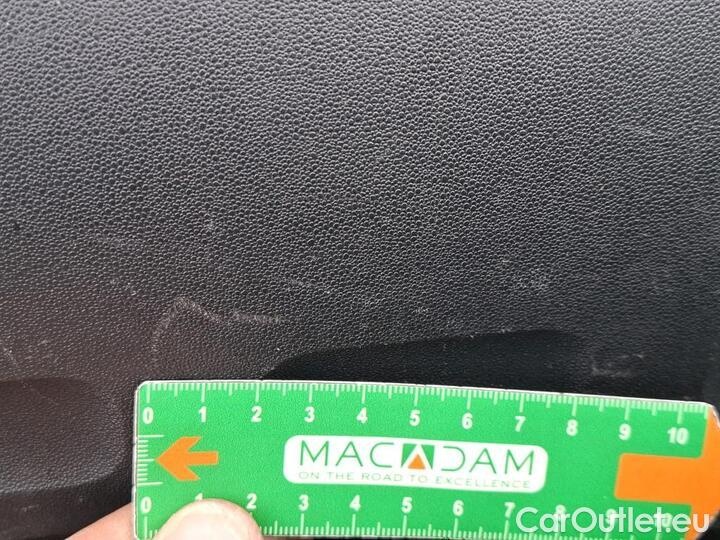 0 1 2 3 4 5 6 7 8 9 10
MACADAM
ON THE ROAD TO EXCELLENCE
0 1 2 3 4 5 6 7 8 9 10
CarOutlet.eu